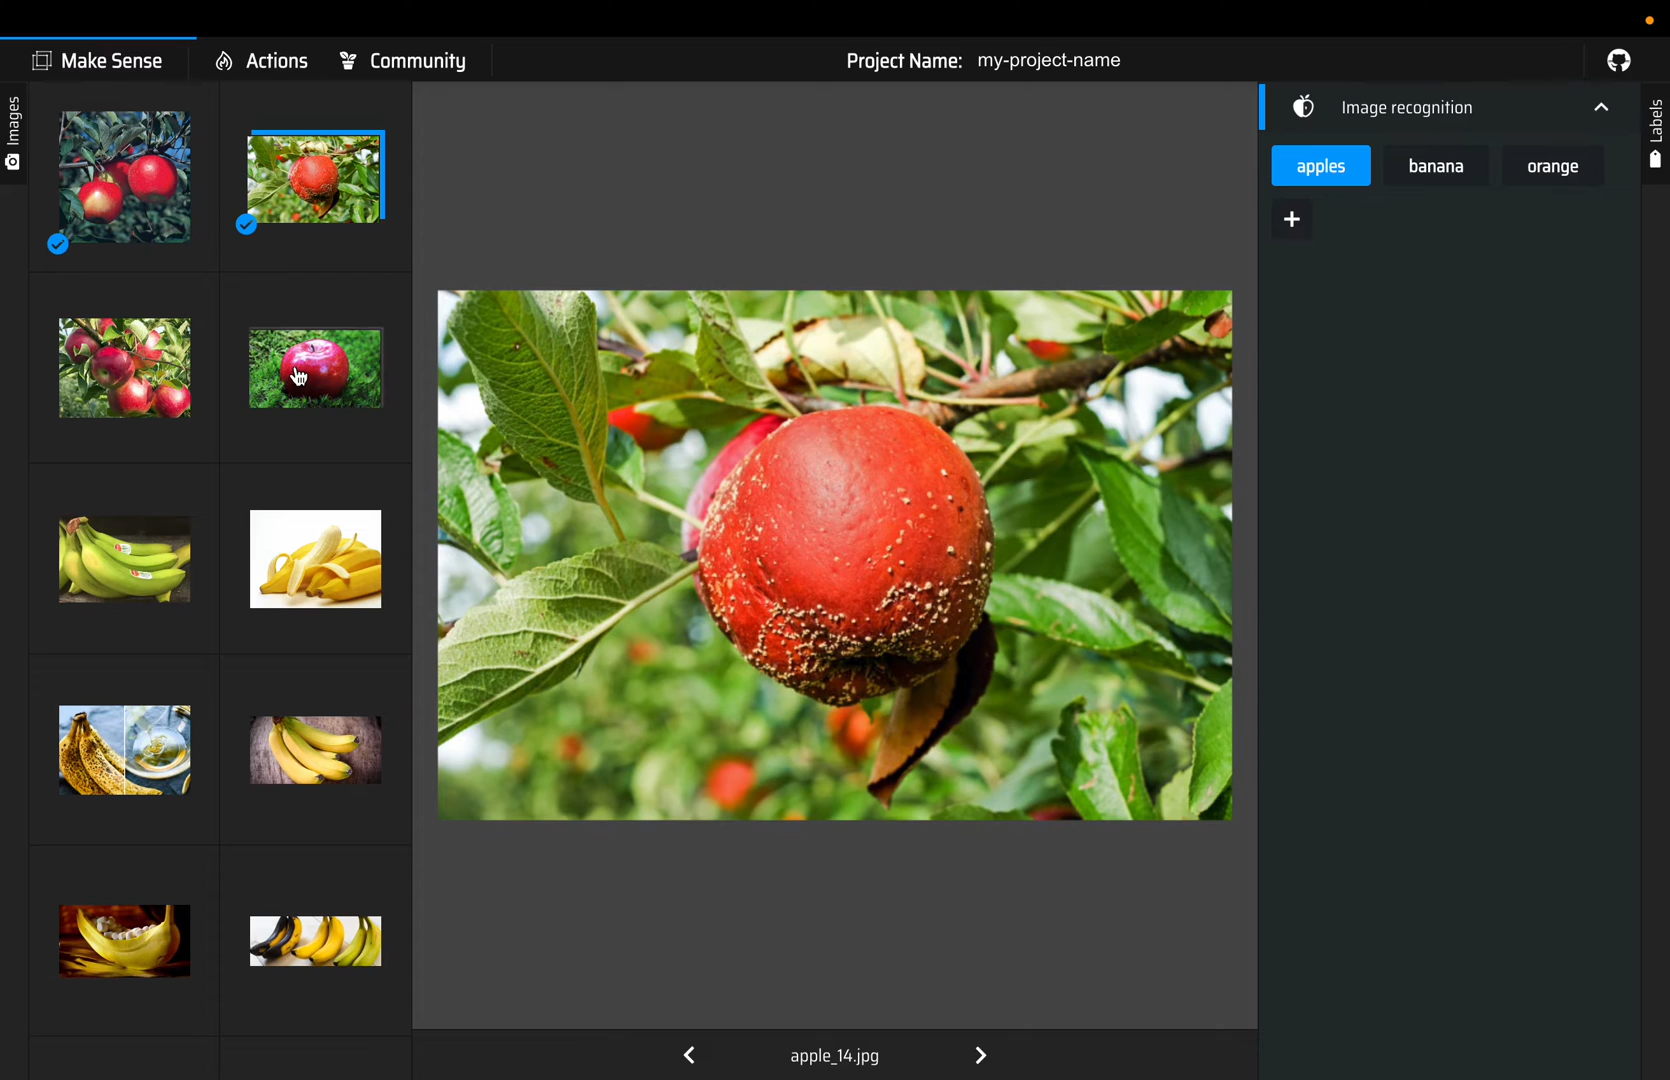 Make Sense
Actions
Community
Project Name: my-project-name
Images
Image recognition
Labels
apples
banana
orange
apple_14.jpg